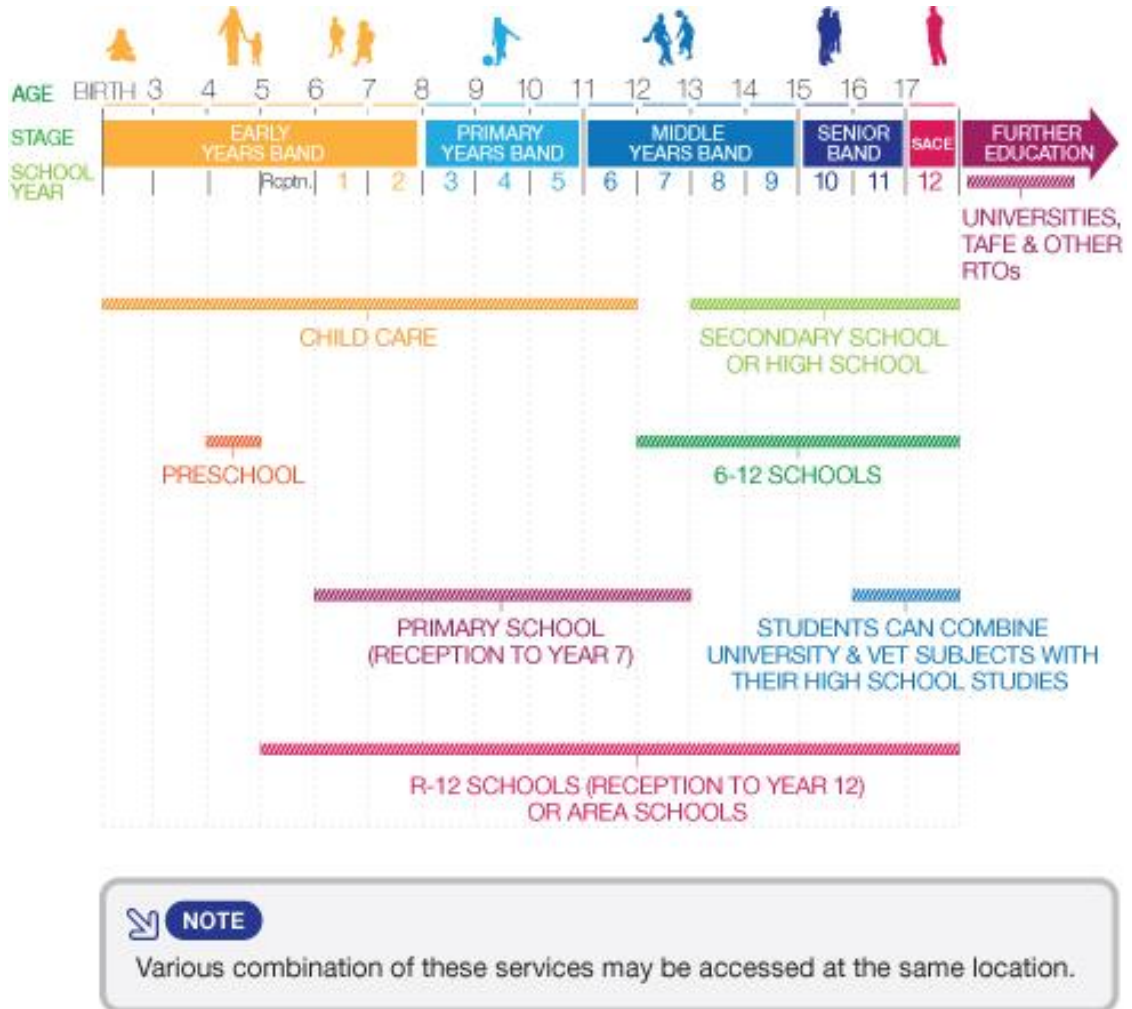 AGE BIRTH 3 4 5 6 7 8 9 10 11 12 13 15 16 17
STAGE
EARLY
YEARS BAND
PRIMARY
YEARS BAND
MIDDLE
YEARS BAND
SENIOR
BAND
SACE
FURTHER
EDUCATION
SCHOOL
YEAR
Rcptn. 1 2 3 4 5 6 7 8 9 10 11 12
UNIVERSITIES,
TAFE & OTHER
RTOs
CHILD CARE
SECONDARY SCHOOL
OR HIGH SCHOOL
PRESCHOOL
6-12 SCHOOLS
PRIMARY SCHOOL
(RECEPTION TO YEAR 7)
STUDENTS CAN COMBINE
UNIVERSITY & VET SUBJECTS WITH
THEIR HIGH SCHOOL STUDIES
R-12 SCHOOLS (RECEPTION TO YEAR 12)
OR AREA SCHOOLS
NOTE
Various combination of these services may be accessed at the same location.